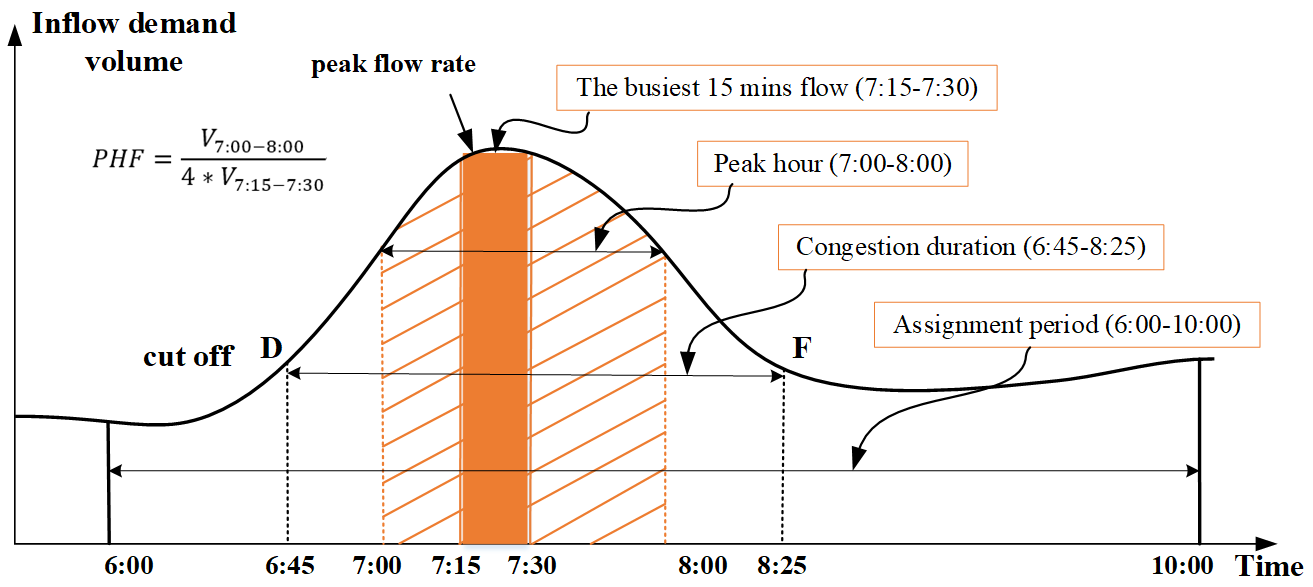 Inflow demand
volume
peak flow rate
The busiest 15 mins flow (7:15-7:30)
PHF = V7:00−8:00 / 4 * V7:15−7:30
Peak hour (7:00-8:00)
Congestion duration (6:45-8:25)
Assignment period (6:00-10:00)
cut off D F
6:00 6:45 7:00 7:15 7:30 8:00 8:25 10:00 Time